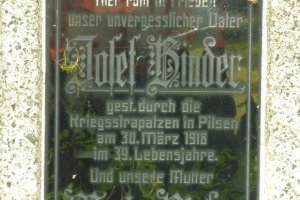 Hier ruht in Frieden
unser unvergesslicher Vater
Josef Hinder
gest. durch die
Kriegsstrapatzen in Pilsen
am 30. März 1918
im 39. Lebensjahre.
Und unsere Mutter